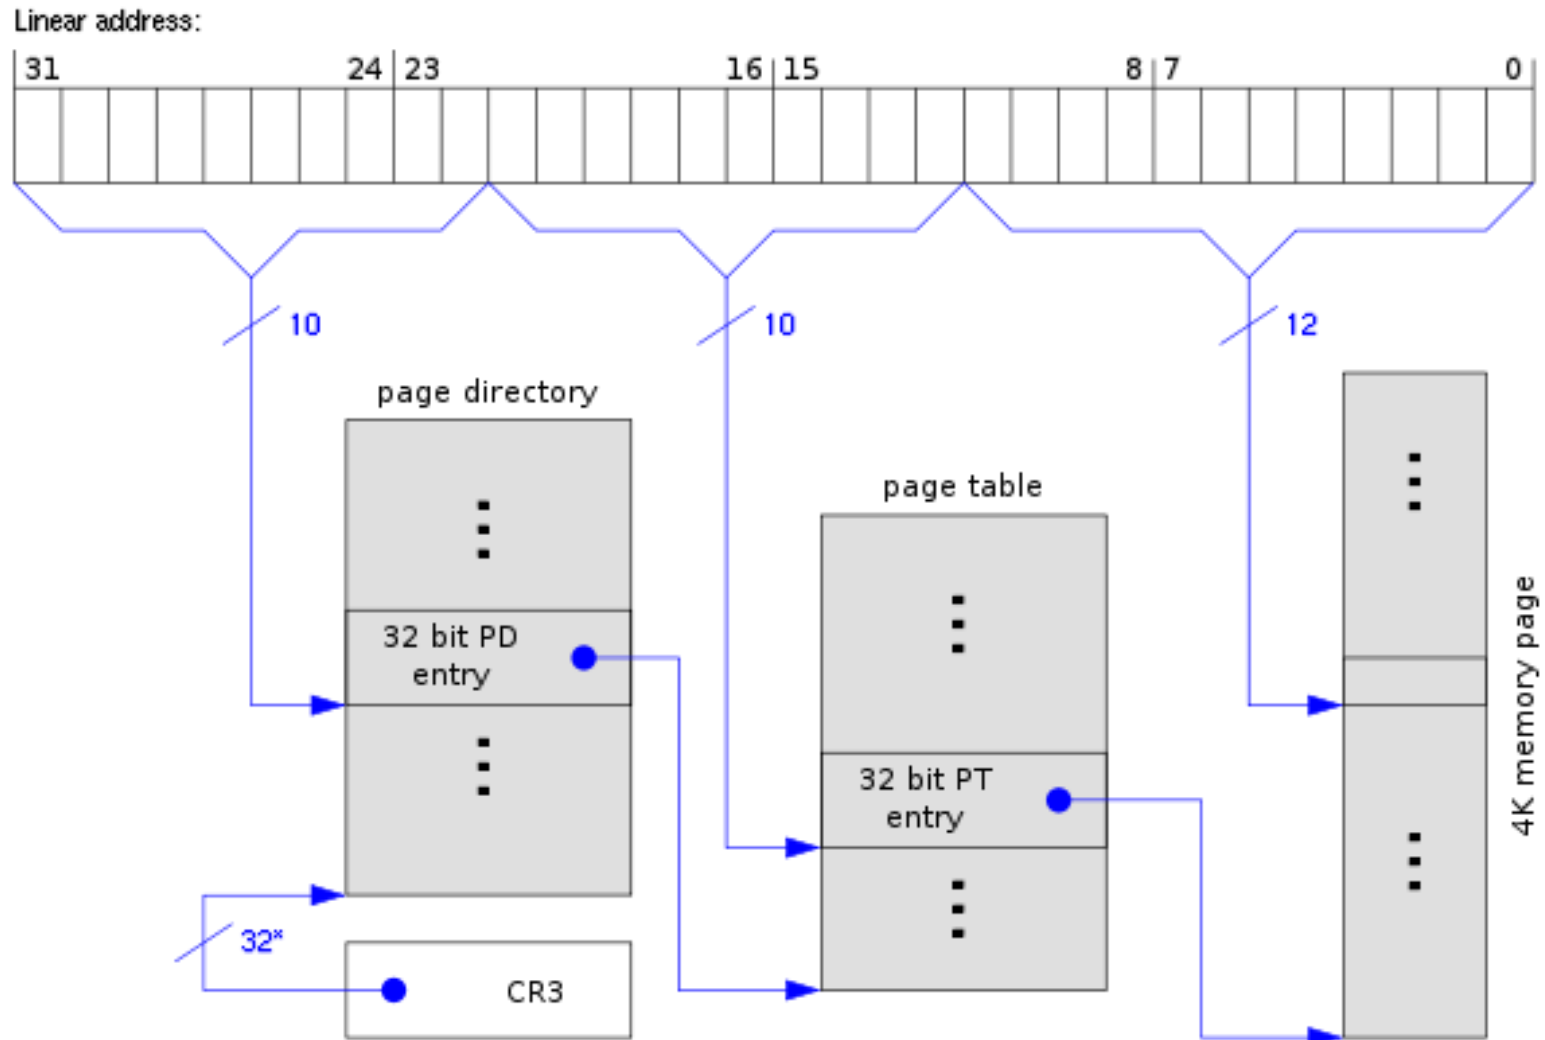 Linear address:
31 24 23 16 15 8 7 0
10 10 12
page directory
page table
32 bit PD
entry
32 bit PT
entry
4K memory page
32*
CR3